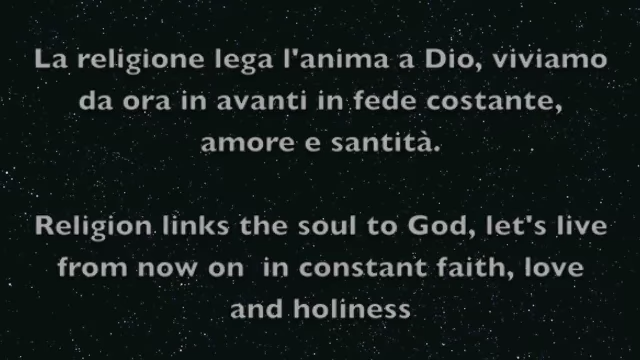 La religione lega l'anima a Dio, viviamo
da ora in avanti in fede costante,
amore e santità.
Religion links the soul to God, let's live
from now on  in constant faith, love
and holiness